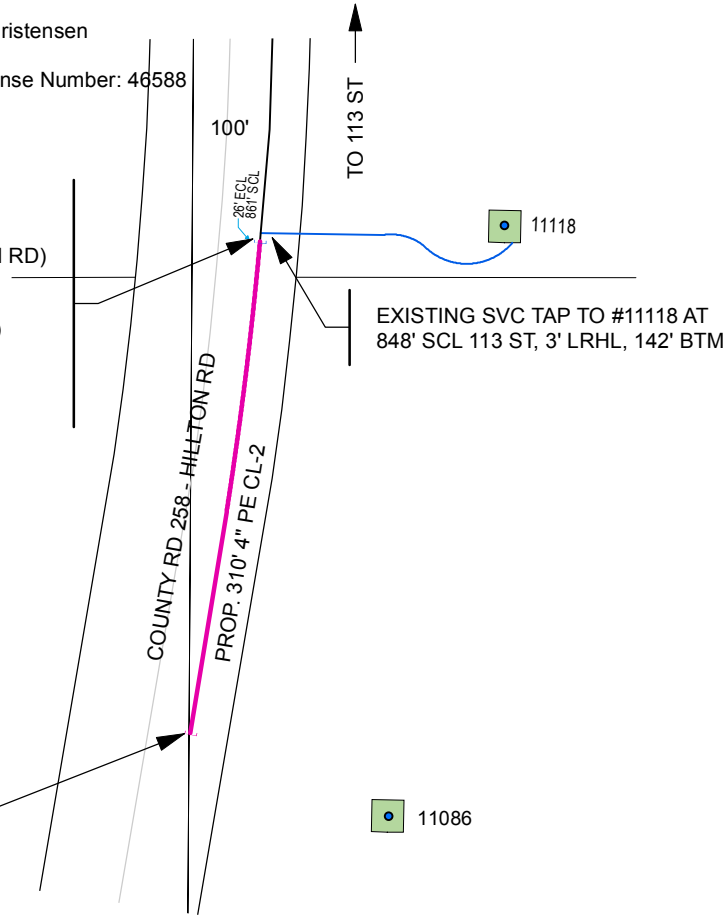 ristensen
nse Number: 46588
100'
TO 113 ST
26' ECL
861' SCL
11118
RD)
)
EXISTING SVC TAP TO #11118 AT
848' SCL 113 ST, 3' LRHL, 142' BTM
COUNTY RD 258 - HILLTON RD
PROP. 310' 4" PE CL-2
11086